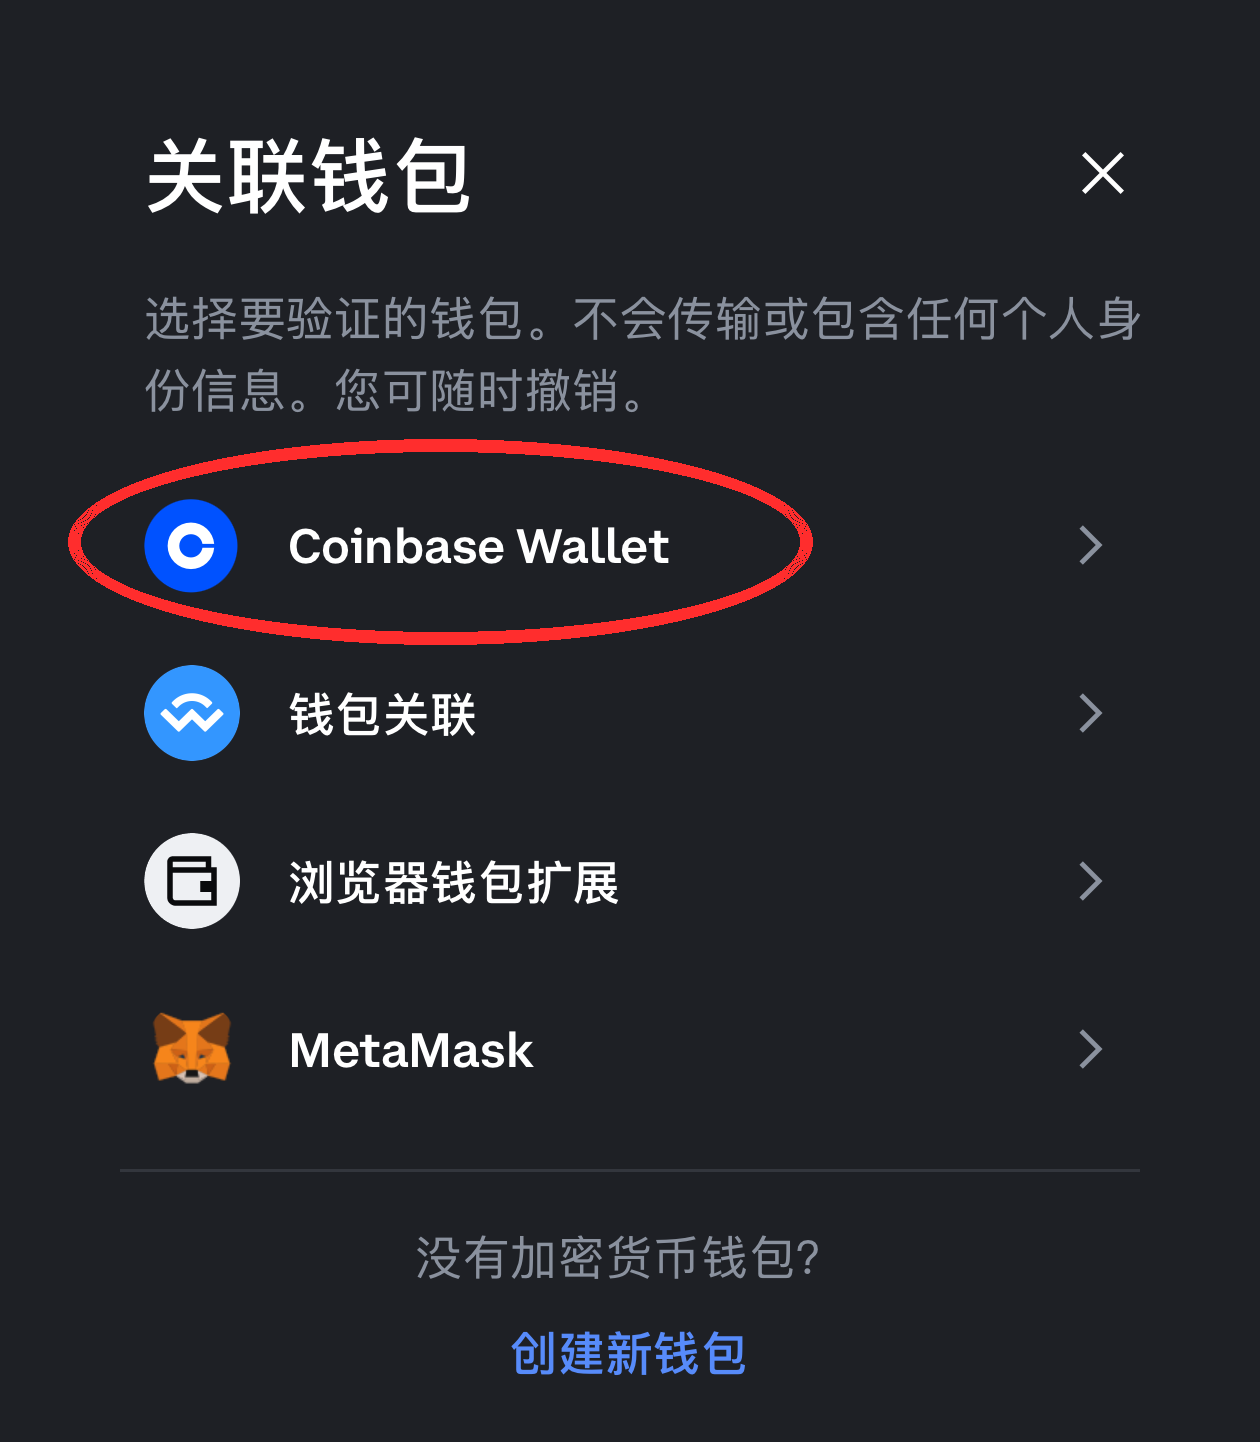 关联钱包
选择要验证的钱包。不会传输或包含任何个人身
份信息。您可随时撤销。
Coinbase Wallet
钱包关联
浏览器钱包扩展
MetaMask
没有加密货币钱包?
创建新钱包